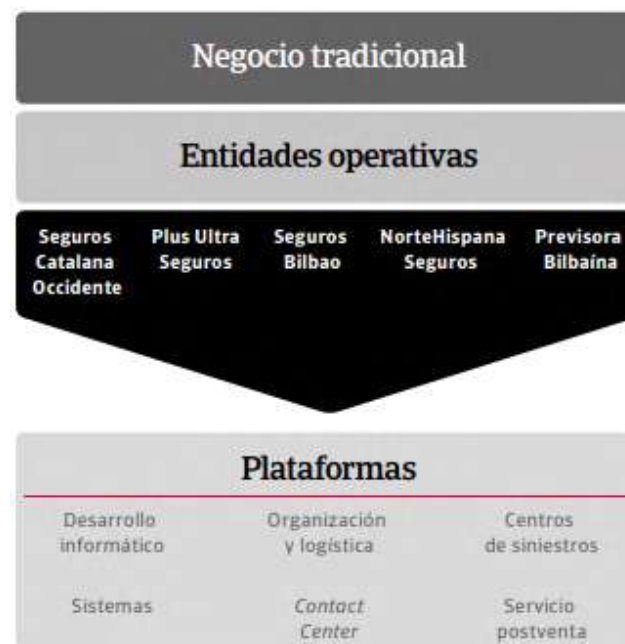 Negocio tradicional
Entidades operativas
Seguros Catalana Occidente
Plus Ultra Seguros
Seguros Bilbao
NorteHispana Seguros
Previsora Bilbaína
Plataformas
Desarrollo informático
Organización y logística
Centros de siniestros
Sistemas
Contact Center
Servicio postventa